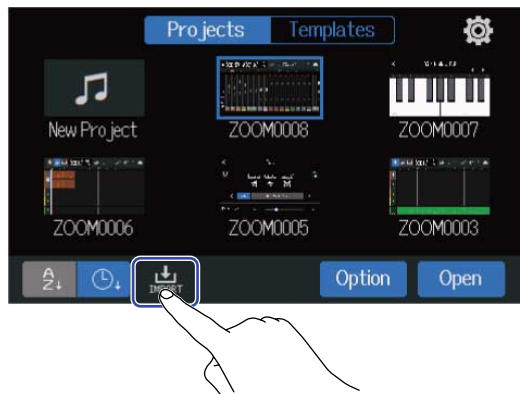 Projects Templates
New Project ZOOM0008 ZOOM0007
ZOOM0006 ZOOM0005 ZOOM0003
A
Z
IMPORT
Option Open